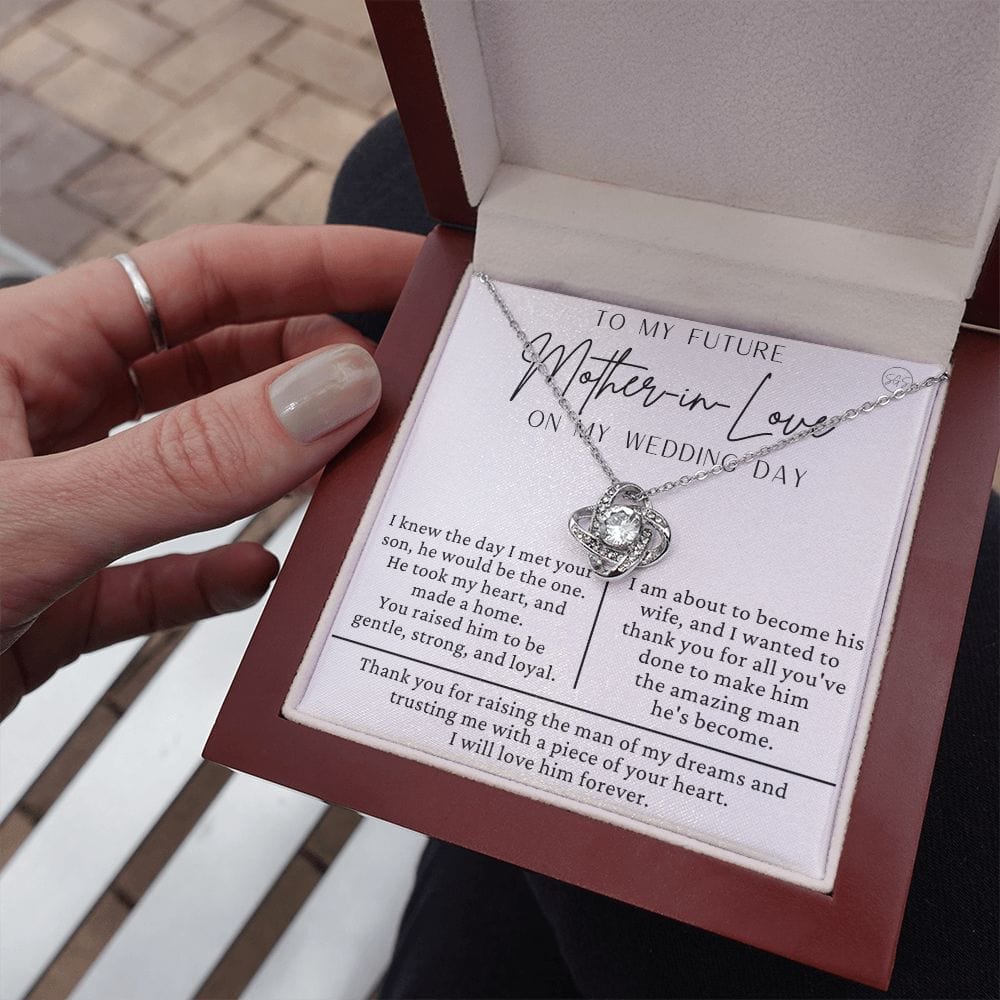 TO MY FUTURE
Mother-in-Love
ON MY WEDDING DAY
SGS
I knew the day I met your
son, he would be the one.
He took my heart, and
made a home.
You raised him to be
gentle, strong, and loyal.
I am about to become his
wife, and I wanted to
thank you for all you've
done to make him
the amazing man
he's become.
Thank you for raising the man of my dreams and
trusting me with a piece of your heart.
I will love him forever.